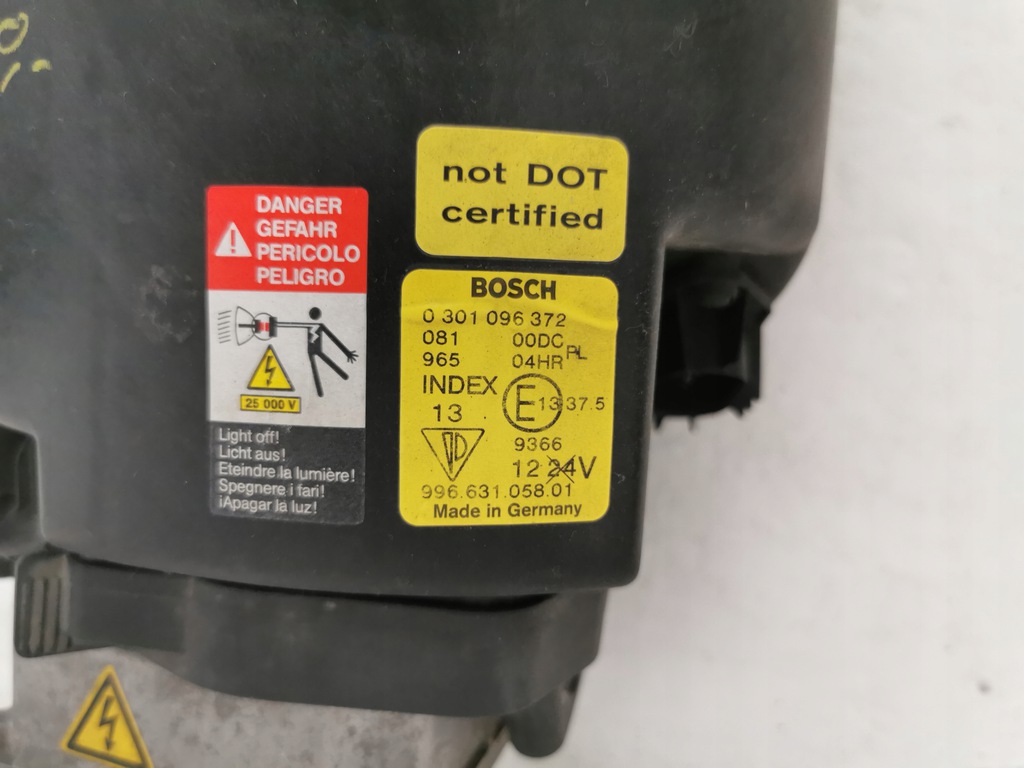 DANGER
GEFAHR
PERICOLO
PELIGRO
25 000 V
Light off!
Licht aus!
Eteindre la lumière!
Spegnere i fari!
¡Apagar la luz!
not DOT
certified
BOSCH
0 301 096 372
081 00DC
965 04HR PL
INDEX
13 E 13 37.5
9366
12 24V
996.631.058.01
Made in Germany